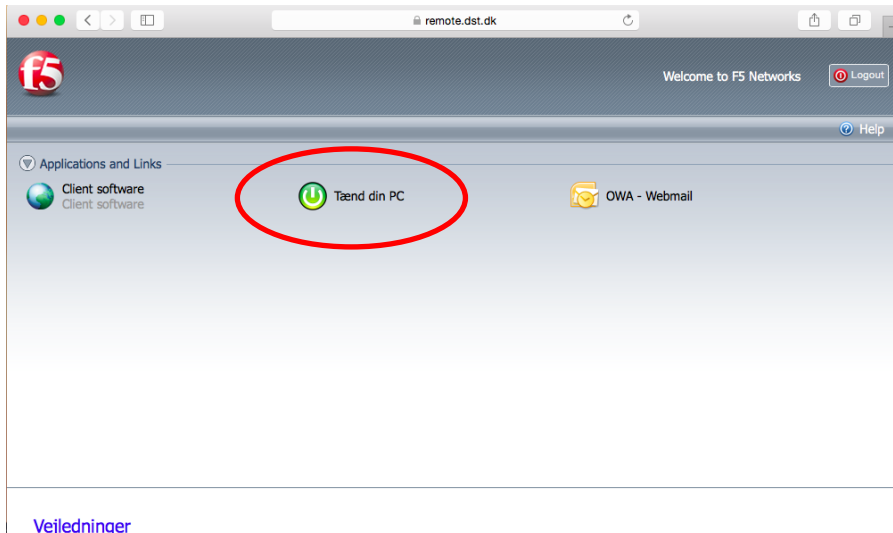 remote.dst.dk
f5
Welcome to F5 Networks
Logout
Help
Applications and Links
Client software
Client software
Tænd din PC
OWA - Webmail
Vejledninger